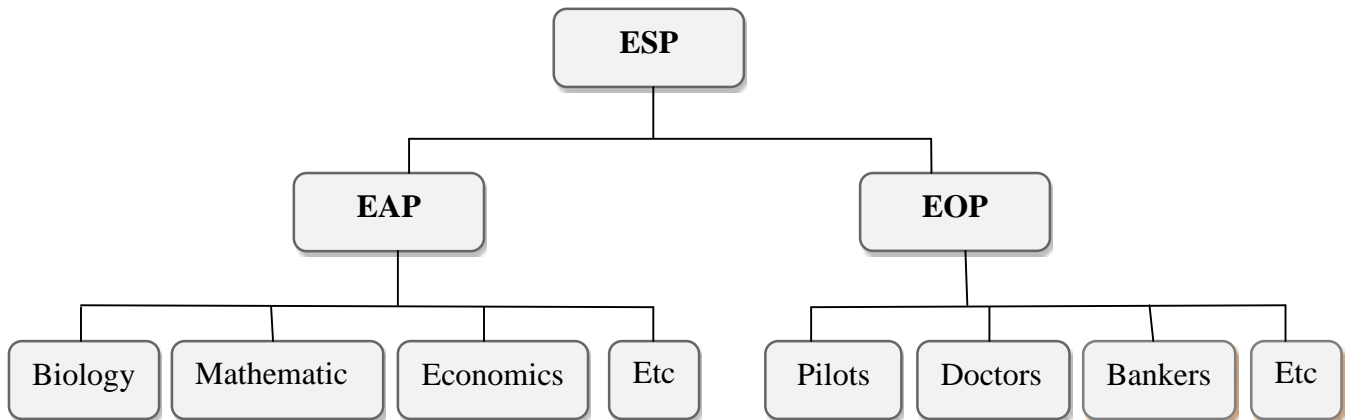 ESP
EAP
EOP
Biology
Mathematic
Economics
Etc
Pilots
Doctors
Bankers
Etc